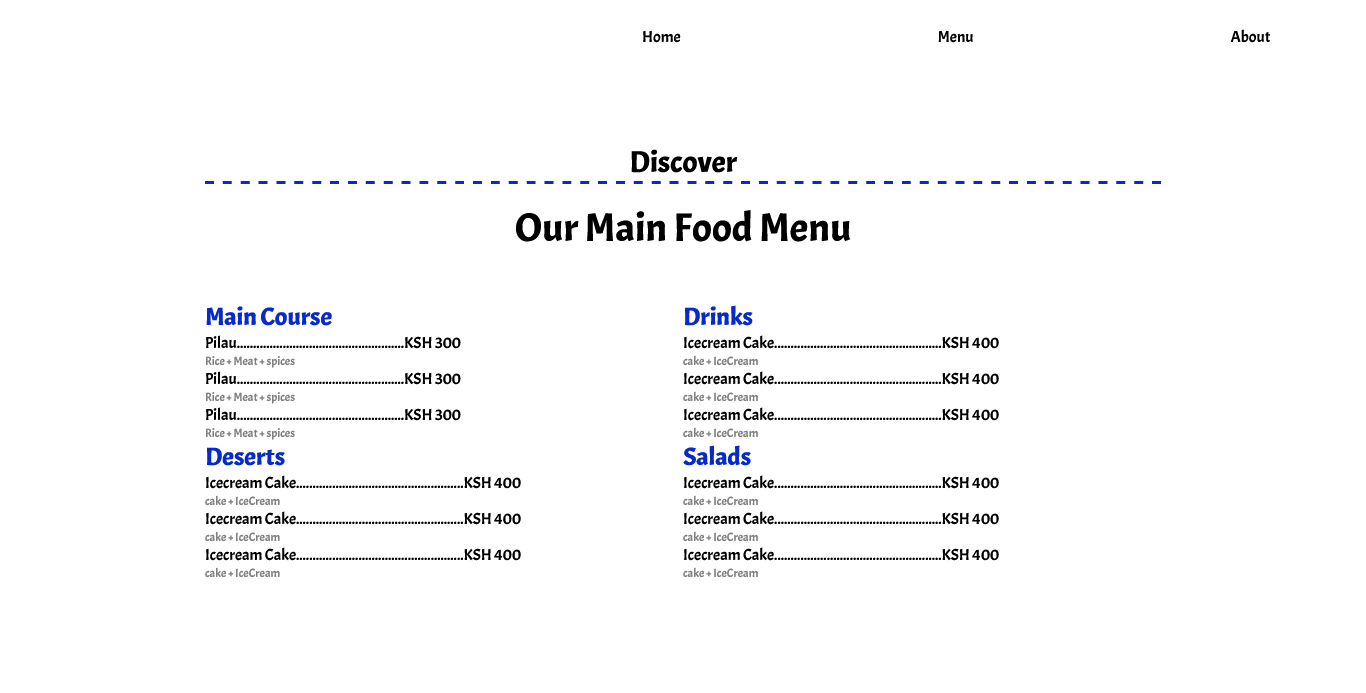 Home Menu About
Discover
Our Main Food Menu
Main Course
Pilau...................................................KSH 300
Rice + Meat + spices
Pilau...................................................KSH 300
Rice + Meat + spices
Pilau...................................................KSH 300
Rice + Meat + spices
Deserts
Icecream Cake...................................................KSH 400
cake + IceCream
Icecream Cake...................................................KSH 400
cake + IceCream
Icecream Cake...................................................KSH 400
cake + IceCream
Drinks
Icecream Cake...................................................KSH 400
cake + IceCream
Icecream Cake...................................................KSH 400
cake + IceCream
Icecream Cake...................................................KSH 400
cake + IceCream
Salads
Icecream Cake...................................................KSH 400
cake + IceCream
Icecream Cake...................................................KSH 400
cake + IceCream
Icecream Cake...................................................KSH 400
cake + IceCream